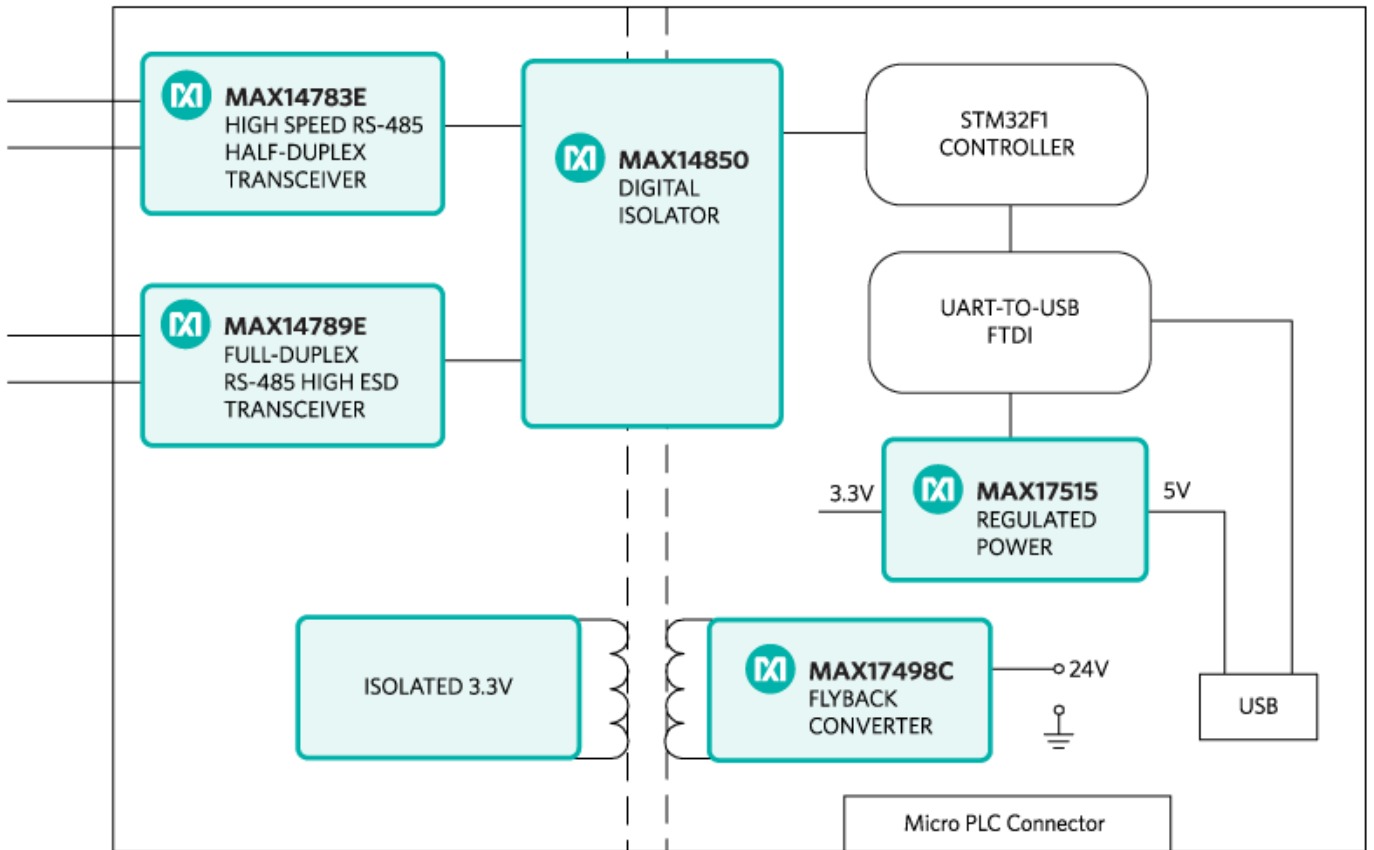 MAX14783E
HIGH SPEED RS-485
HALF-DUPLEX
TRANSCEIVER
MAX14850
DIGITAL
ISOLATOR
STM32F1
CONTROLLER
MAX14789E
FULL-DUPLEX
RS-485 HIGH ESD
TRANSCEIVER
UART-TO-USB
FTDI
3.3V
MAX17515
REGULATED
POWER
5V
ISOLATED 3.3V
MAX17498C
FLYBACK
CONVERTER
24V
USB
Micro PLC Connector